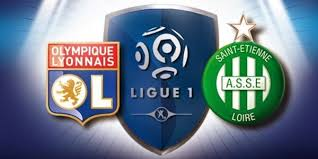 OLYMPIQUE
LYONNAIS
OL
LIGUE 1
SAINT-ETIENNE
A.S.S.E
LOIRE